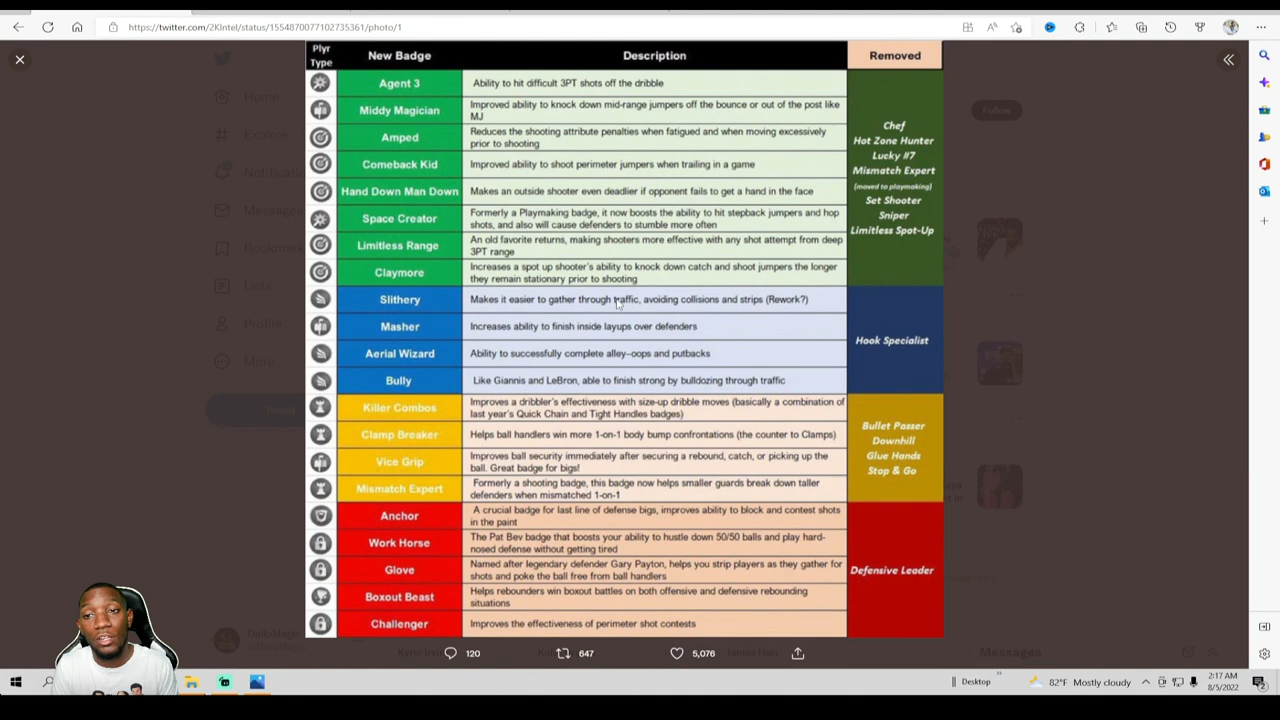 https://twitter.com/2KIntel/status/1554870077102735361/photo/1
Plyr
Type
New Badge
Description
Removed
Agent 3
Ability to hit difficult 3PT shots off the dribble
Middy Magician
Improved ability to knock down mid-range jumpers off the bounce or out of the post like
MJ
Amped
Reduces the shooting attribute penalties when fatigued and when moving excessively
prior to shooting
Comeback Kid
Improved ability to shoot perimeter jumpers when trailing in a game
Hand Down Man Down
Makes an outside shooter even deadlier if opponent fails to get a hand in the face
Space Creator
Formerly a Playmaking badge, it now boosts the ability to hit stepback jumpers and hop
shots, and also will cause defenders to stumble more often
Limitless Range
An old favorite returns, making shooters more effective with any shot attempt from deep
3PT range
Claymore
Increases a spot up shooter's ability to knock down catch and shoot jumpers the longer
they remain stationary prior to shooting
Chef
Hot Zone Hunter
Lucky #7
Mismatch Expert
(moved to playmaking)
Set Shooter
Sniper
Limitless Spot-Up
Slithery
Makes it easier to gather through traffic, avoiding collisions and strips (Rework?)
Masher
Increases ability to finish inside layups over defenders
Aerial Wizard
Ability to successfully complete alley-oops and putbacks
Bully
Like Giannis and LeBron, able to finish strong by bulldozing through traffic
Hook Specialist
Killer Combos
Improves a dribbler's effectiveness with size-up dribble moves (basically a combination of
last year's Quick Chain and Tight Handles badges)
Clamp Breaker
Helps ball handlers win more 1-on-1 body bump confrontations (the counter to Clamps)
Vice Grip
Improves ball security immediately after securing a rebound, catch, or picking up the
ball. Great badge for bigs!
Mismatch Expert
Formerly a shooting badge, this badge now helps smaller guards break down taller
defenders when mismatched 1-on-1
Bullet Passer
Downhill
Glue Hands
Stop & Go
Anchor
A crucial badge for last line of defense bigs, improves ability to block and contest shots
in the paint
Work Horse
The Pat Bev badge that boosts your ability to hustle down 50/50 balls and play hard-
nosed defense without getting tired
Glove
Named after legendary defender Gary Payton, helps you strip players as they gather for
shots and poke the ball free from ball handlers
Boxout Beast
Helps rebounders win boxout battles on both offensive and defensive rebounding
situations
Challenger
Improves the effectiveness of perimeter shot contests
Defensive Leader
Home
Explore
Messages
Bookmarks
Lists
Profile
More
Tweet
Follow
120
647
5,076
Messages
Desktop
82°F Mostly cloudy
2:17 AM
8/5/2022